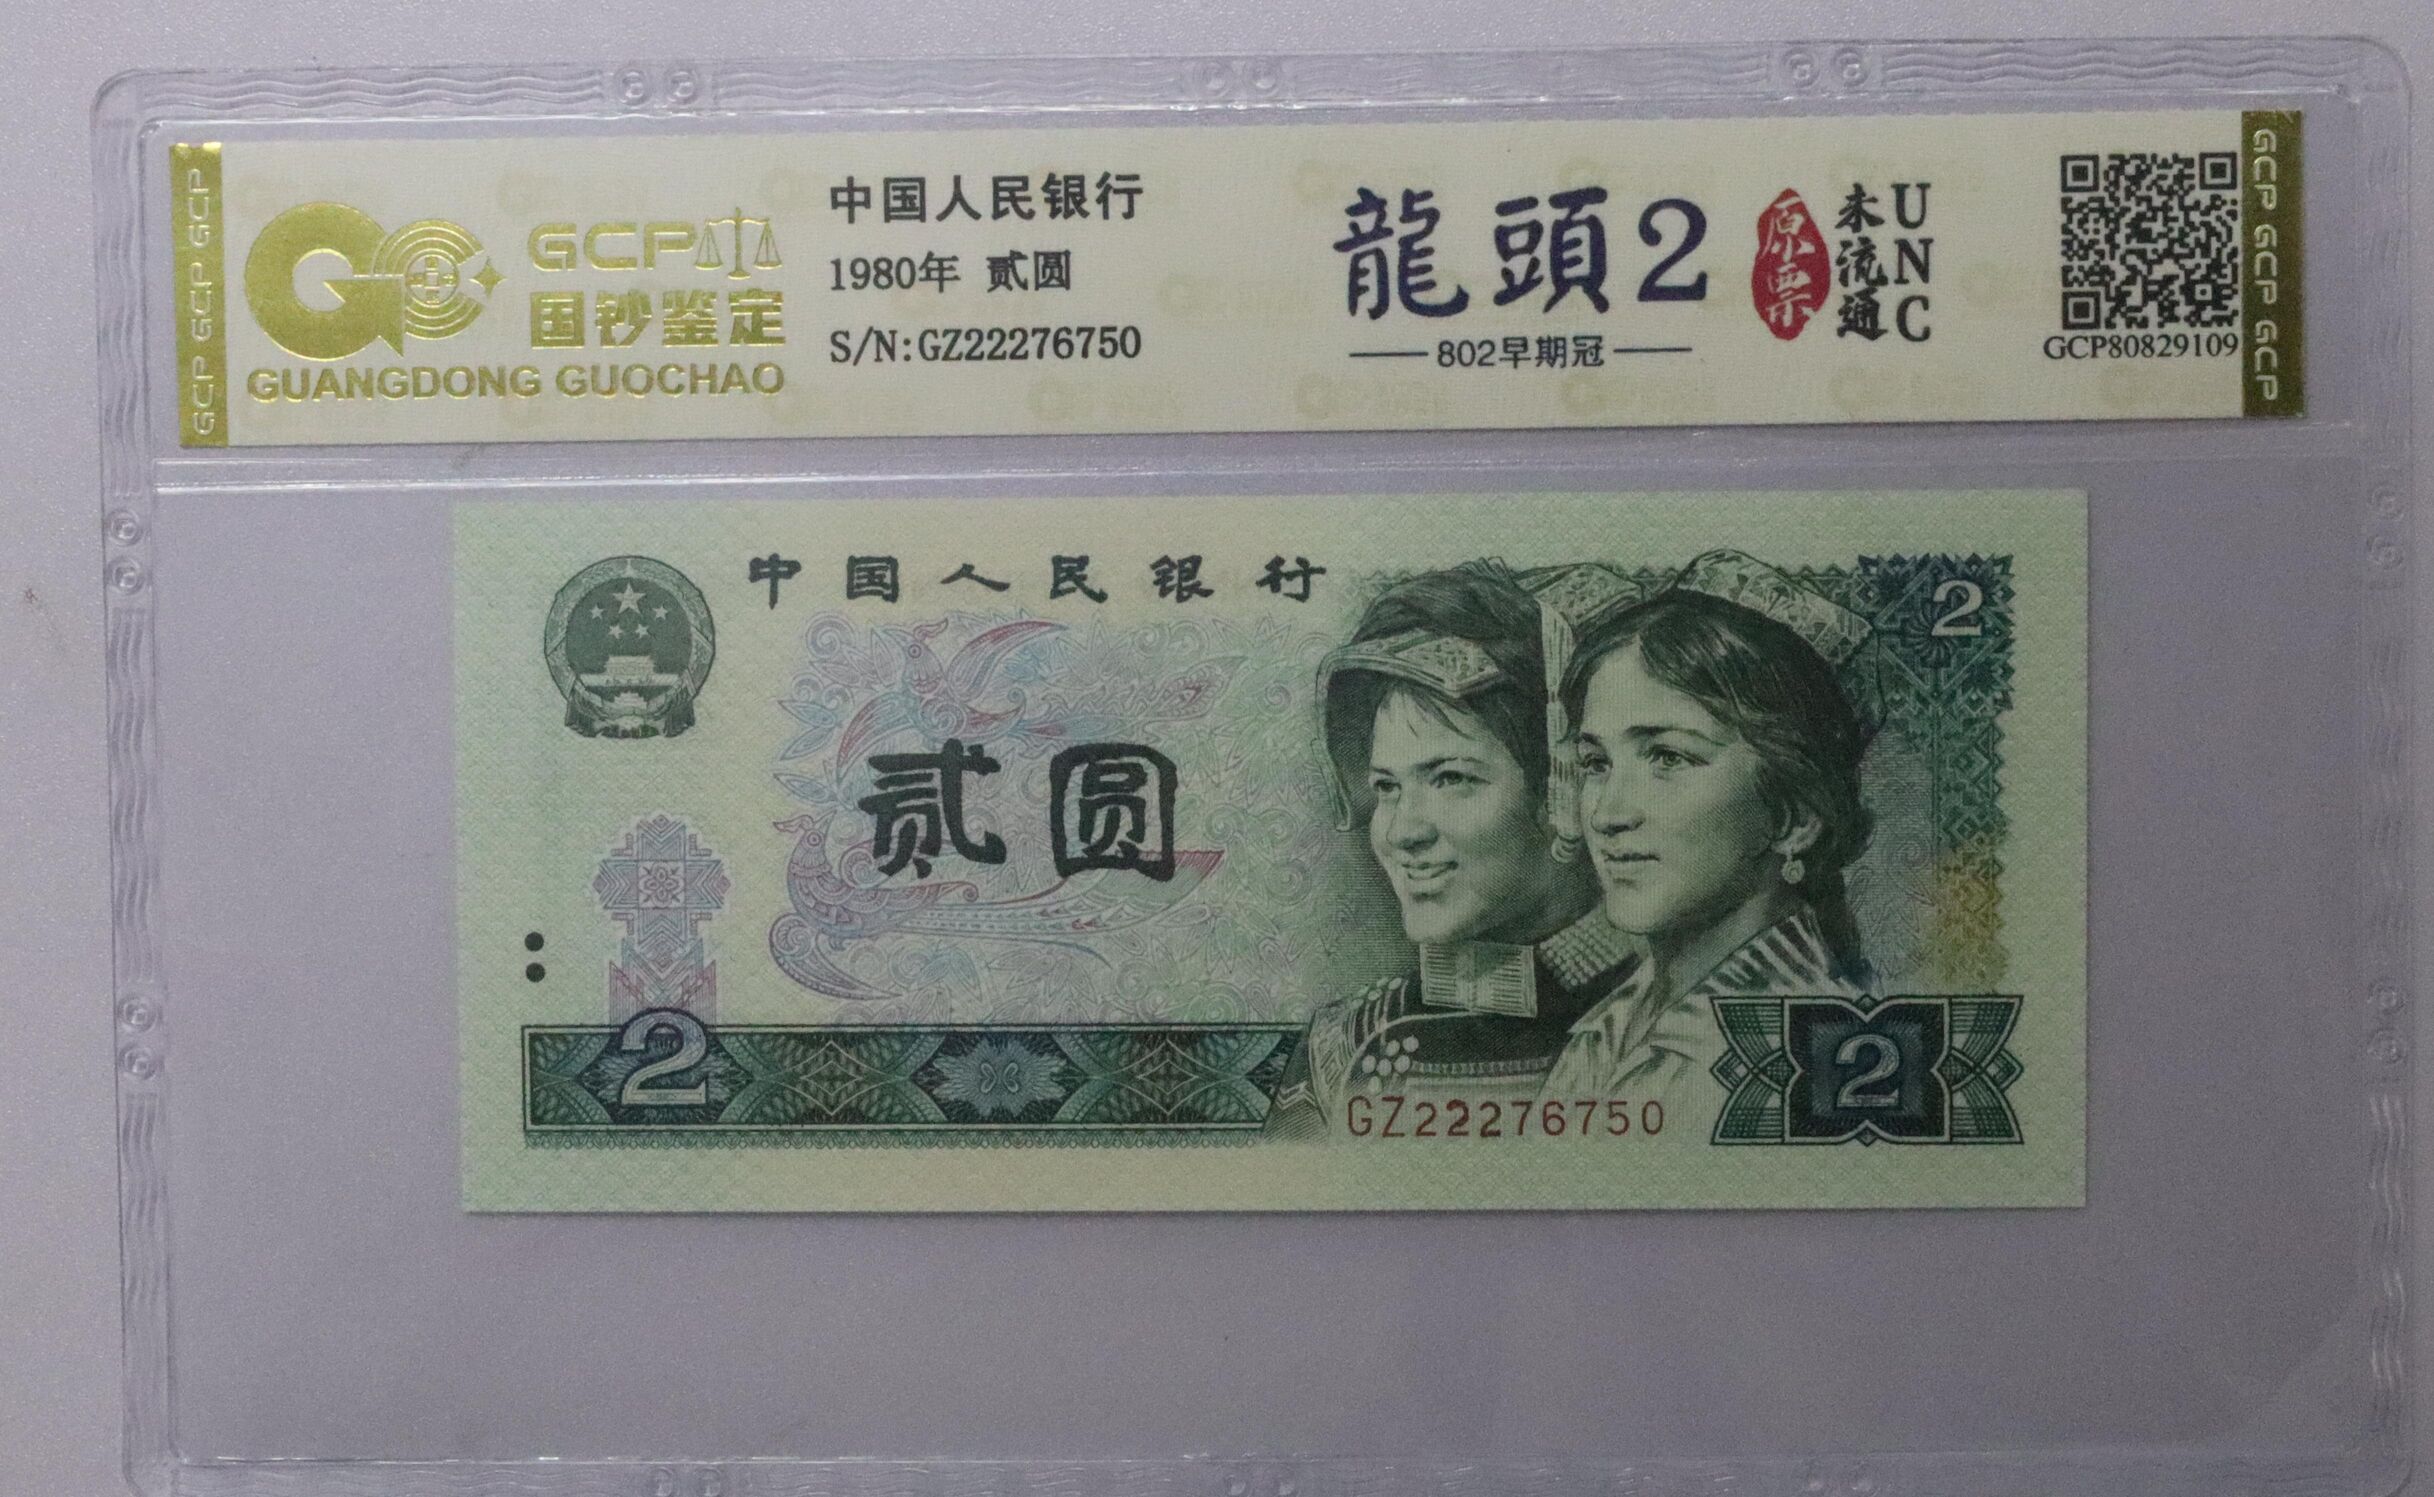 GCP GCP GCP
GCP
国钞鉴定
GUANGDONG GUOCHAO
中国人民银行
1980年 贰圆
S/N:GZ22276750
龍頭2
802早期冠
原票
未流通
UNC
GCP80829109
GCP GCP GCP
中国人民银行
贰圆
2
2
GZ22276750
2